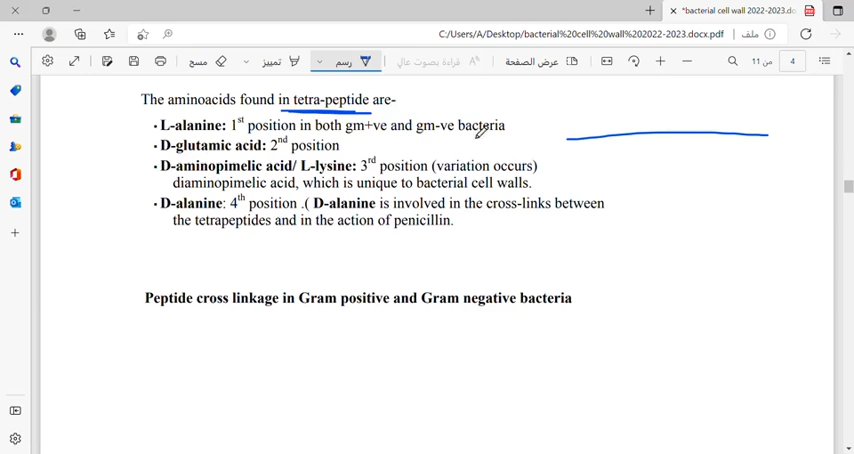 *bacterial cell wall 2022-2023.do
C:/Users/A/Desktop/bacterial%20cell%20wall%202022-2023.docx.pdf
ملف
مسح
تمييز
رسم
قراءة بصوت عالٍ
عرض الصفحة
من 11
4
The aminoacids found in tetra-peptide are-
• L-alanine: 1st position in both gm+ve and gm-ve bacteria
• D-glutamic acid: 2nd position
• D-aminopimelic acid/ L-lysine: 3rd position (variation occurs)
diaminopimelic acid, which is unique to bacterial cell walls.
• D-alanine: 4th position .( D-alanine is involved in the cross-links between
the tetrapeptides and in the action of penicillin.
Peptide cross linkage in Gram positive and Gram negative bacteria